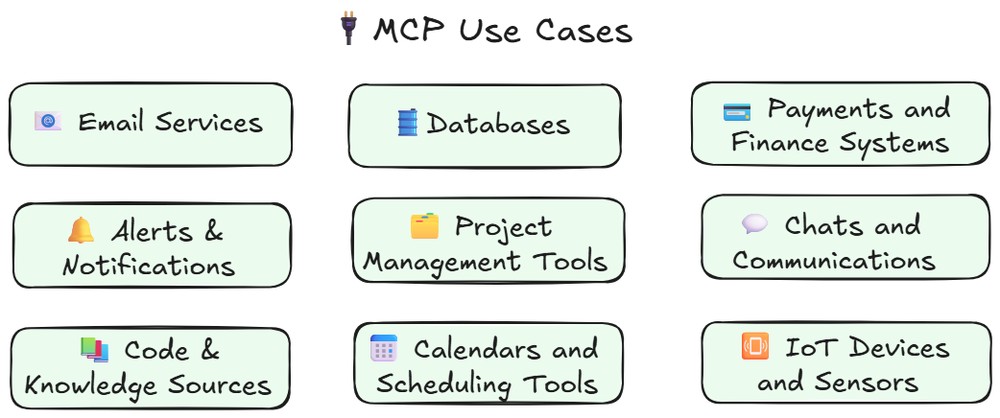 MCP Use Cases
Email Services
Databases
Payments and
Finance Systems
Alerts &
Notifications
Project
Management Tools
Chats and
Communications
Code &
Knowledge Sources
Calendars and
Scheduling Tools
IoT Devices
and Sensors